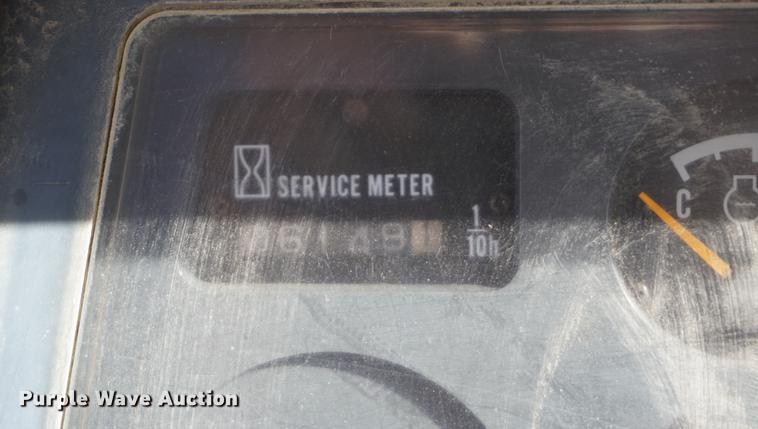 SERVICE METER
1
10h
C
Purple Wave Auction